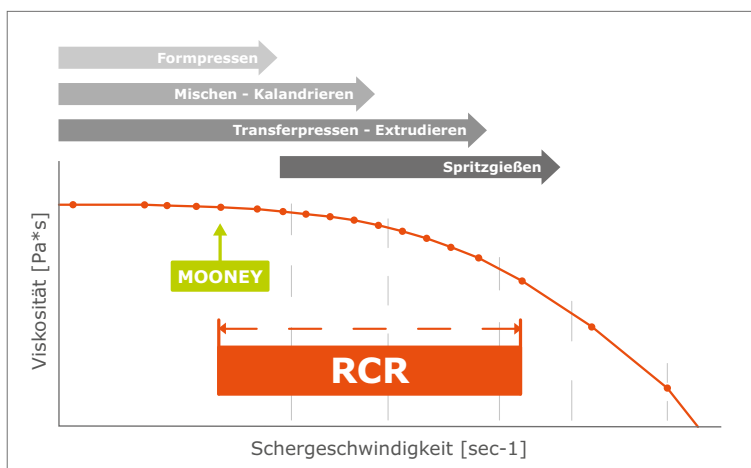 Formpressen
Mischen - Kalandrieren
Transferpressen - Extrudieren
Spritzgießen
Viskosität [Pa*s]
MOONEY
RCR
Schergeschwindigkeit [sec-1]